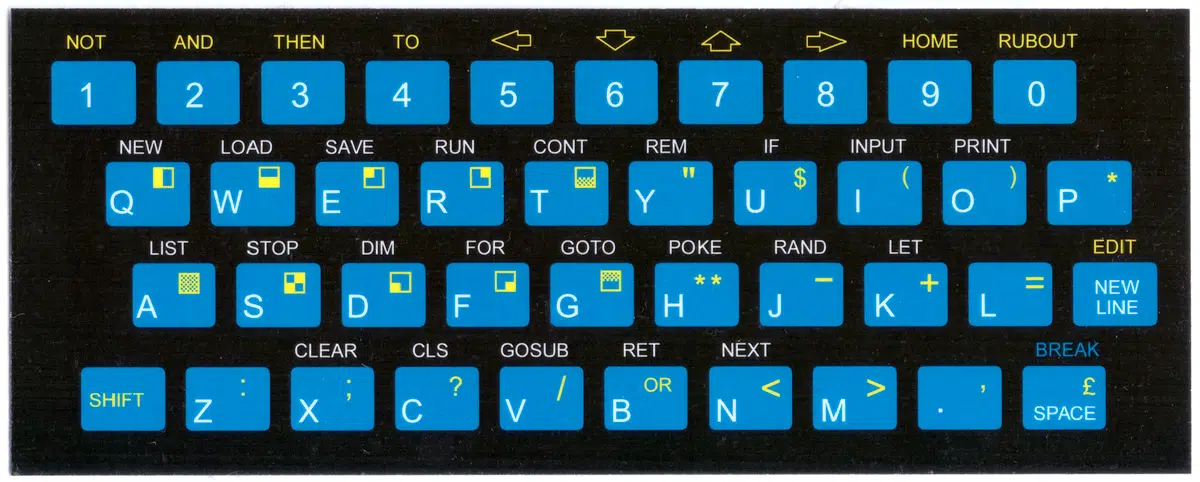 NOT AND THEN TO HOME RUBOUT
1 2 3 4 5 6 7 8 9 0
NEW LOAD SAVE RUN CONT REM IF INPUT PRINT
Q W E R T Y " U $ I ( O ) P *
LIST STOP DIM FOR GOTO POKE RAND LET EDIT
A S D F G H ** J − K + L = NEW LINE
CLEAR CLS GOSUB RET NEXT BREAK
SHIFT Z : X ; C ? V / B OR N < M > . , £ SPACE